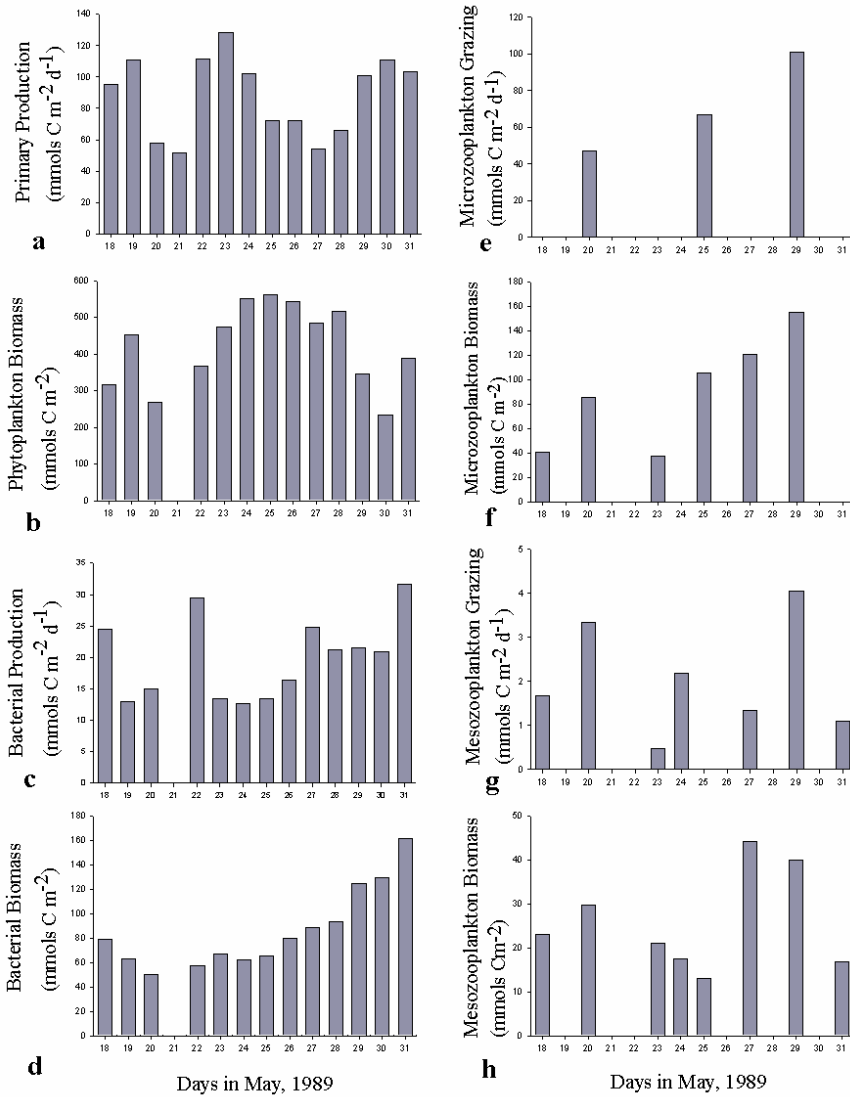 Primary Production
(mmols C m-2 d-1)
140
120
100
80
60
40
20
0
18 19 20 21 22 23 24 25 26 27 28 29 30 31
a
Phytoplankton Biomass
(mmols C m-2)
600
500
400
300
200
100
0
18 19 20 21 22 23 24 25 26 27 28 29 30 31
b
Bacterial Production
(mmols C m-2 d-1)
35
30
25
20
15
10
5
0
18 19 20 21 22 23 24 25 26 27 28 29 30 31
c
Bacterial Biomass
(mmols C m-2)
180
160
140
120
100
80
60
40
20
0
18 19 20 21 22 23 24 25 26 27 28 29 30 31
d
Days in May, 1989
Microzooplankton Grazing
(mmols C m-2 d-1)
120
100
80
60
40
20
0
18 19 20 21 22 23 24 25 26 27 28 29 30 31
e
Microzooplankton Biomass
(mmols C m-2)
180
160
140
120
100
80
60
40
20
0
18 19 20 21 22 23 24 25 26 27 28 29 30 31
f
Mesozooplankton Grazing
(mmols C m-2 d-1)
5
4
3
2
1
0
18 19 20 21 22 23 24 25 26 27 28 29 30 31
g
Mesozooplankton Biomass
(mmols Cm-2)
50
40
30
20
10
0
18 19 20 21 22 23 24 25 26 27 28 29 30 31
h
Days in May, 1989